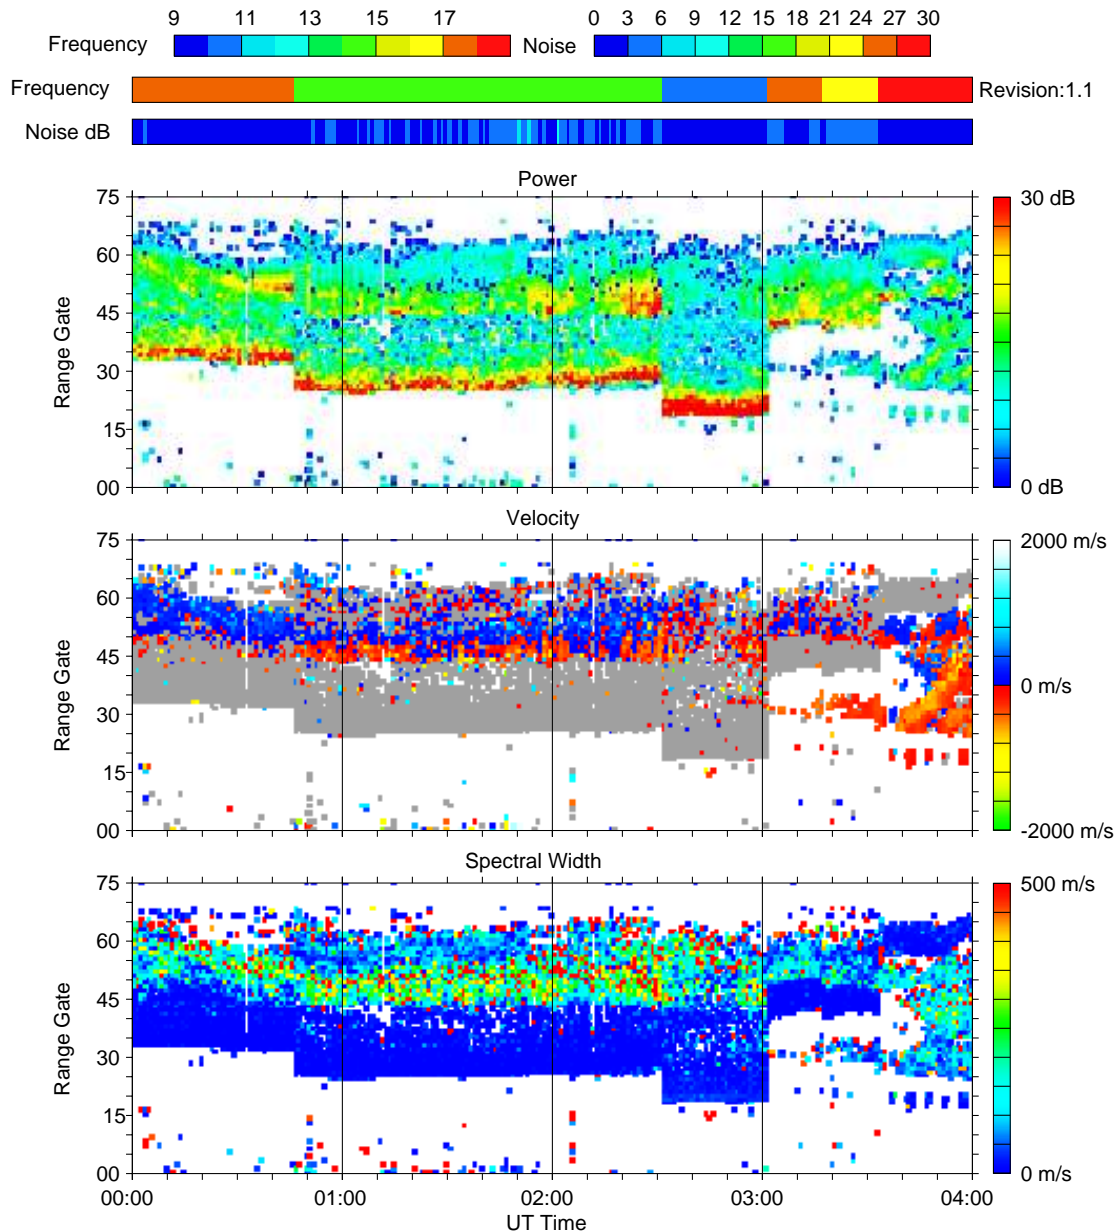 9 11 13 15 17 0 3 6 9 12 15 18 21 24 27 30
Frequency Noise
Frequency Revision:1.1
Noise dB
Power
75
60
45
30
15
00
Range Gate
30 dB
0 dB
Velocity
75
60
45
30
15
00
Range Gate
2000 m/s
0 m/s
-2000 m/s
Spectral Width
75
60
45
30
15
00
Range Gate
500 m/s
0 m/s
00:00 01:00 02:00 03:00 04:00
UT Time